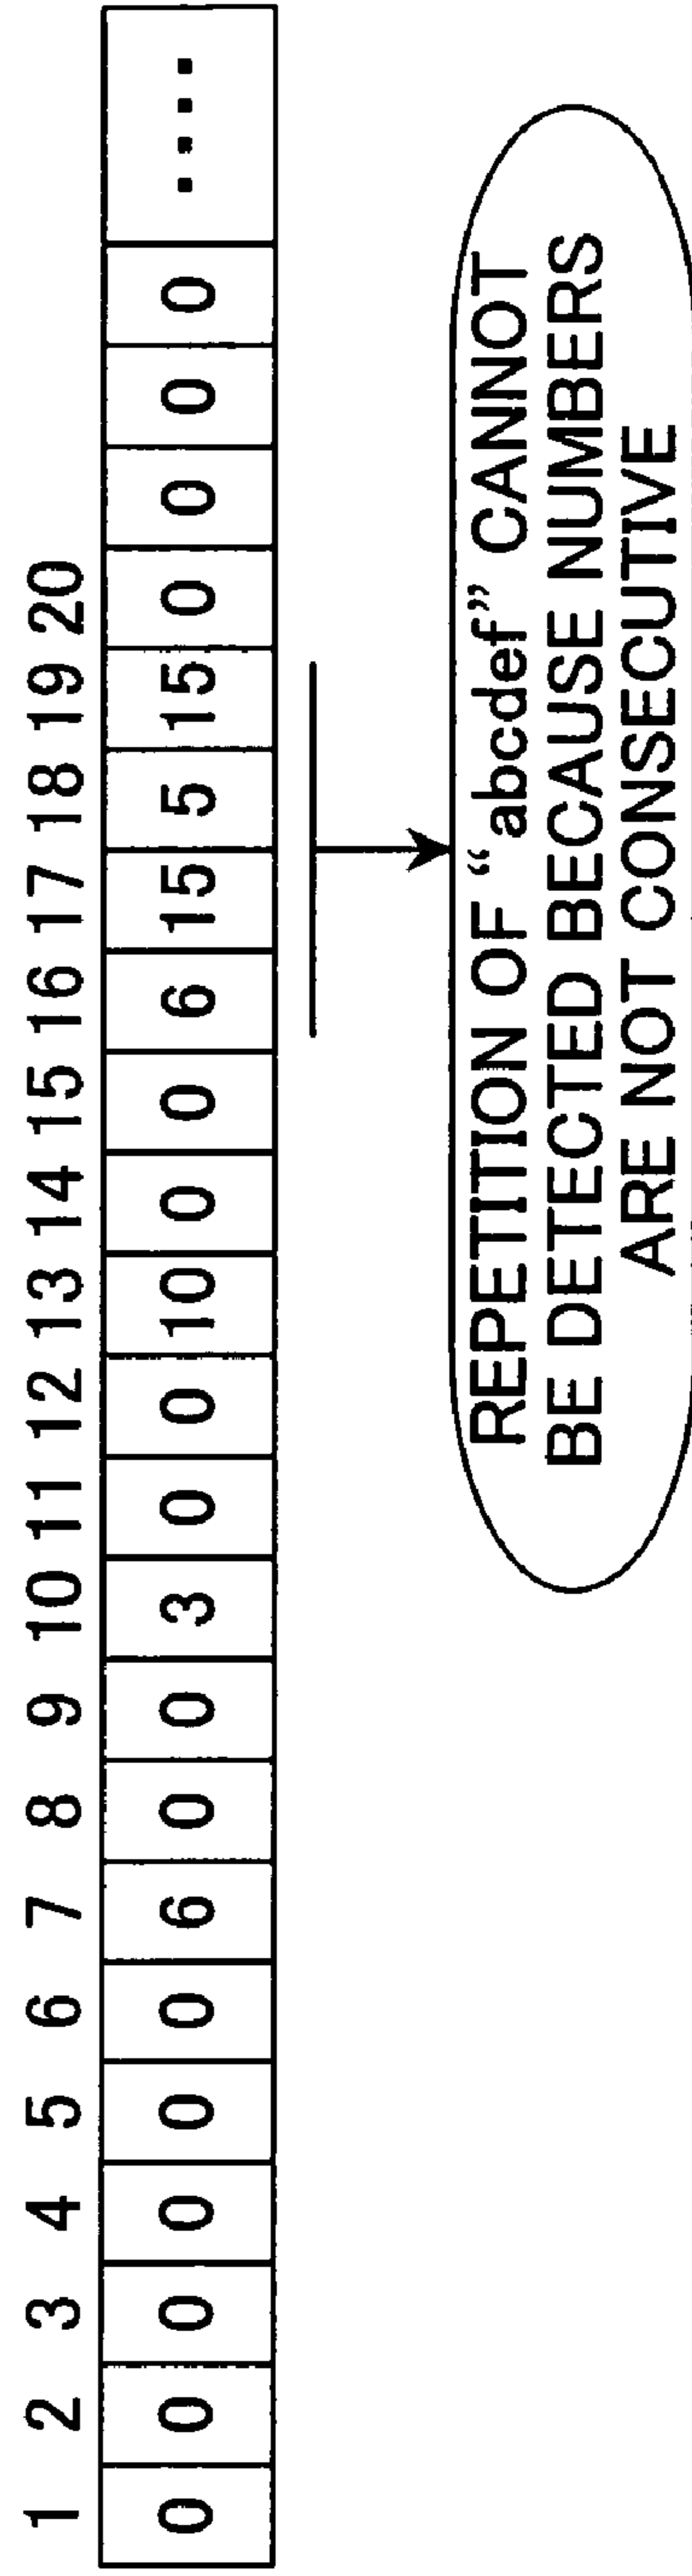 1 2 3 4 5 6 7 8 9 10 11 12 13 14 15 16 17 18 19 20
0 0 0 0 0 0 6 0 0 3 0 0 10 0 0 6 15 5 15 0 0 0 0 ....
REPETITION OF “abcdef” CANNOT
BE DETECTED BECAUSE NUMBERS
ARE NOT CONSECUTIVE